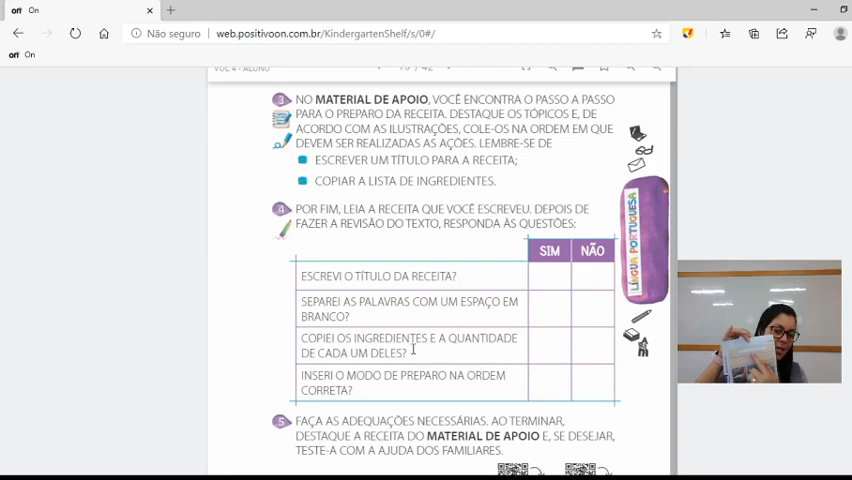 On
Não seguro
web.positivoon.com.br/KindergartenShelf/s/0#/
On
VOL 4 - ALUNO
3 NO MATERIAL DE APOIO, VOCÊ ENCONTRA O PASSO A PASSO
PARA O PREPARO DA RECEITA. DESTAQUE OS TÓPICOS E, DE
ACORDO COM AS ILUSTRAÇÕES, COLE-OS NA ORDEM EM QUE
DEVEM SER REALIZADAS AS AÇÕES. LEMBRE-SE DE
ESCREVER UM TÍTULO PARA A RECEITA;
COPIAR A LISTA DE INGREDIENTES.
4 POR FIM, LEIA A RECEITA QUE VOCÊ ESCREVEU. DEPOIS DE
FAZER A REVISÃO DO TEXTO, RESPONDA ÀS QUESTÕES:
SIM NÃO
ESCREVI O TÍTULO DA RECEITA?
SEPAREI AS PALAVRAS COM UM ESPAÇO EM
BRANCO?
COPIEI OS INGREDIENTES E A QUANTIDADE
DE CADA UM DELES?
INSERI O MODO DE PREPARO NA ORDEM
CORRETA?
5 FAÇA AS ADEQUAÇÕES NECESSÁRIAS. AO TERMINAR,
DESTAQUE A RECEITA DO MATERIAL DE APOIO E, SE DESEJAR,
TESTE-A COM A AJUDA DOS FAMILIARES.
LÍNGUA PORTUGUESA